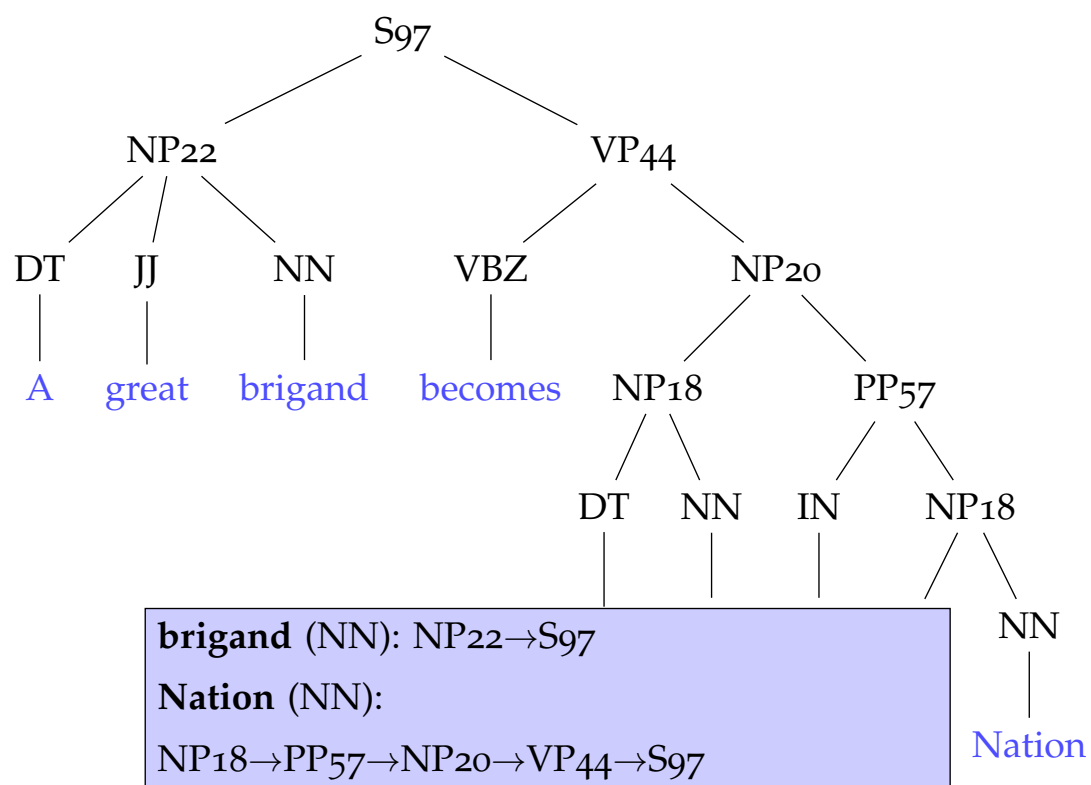 S97
NP22 VP44
DT JJ NN VBZ NP20
A great brigand becomes NP18 PP57
DT NN IN NP18
brigand (NN): NP22→S97
NN
Nation (NN):
NP18→PP57→NP20→VP44→S97
Nation